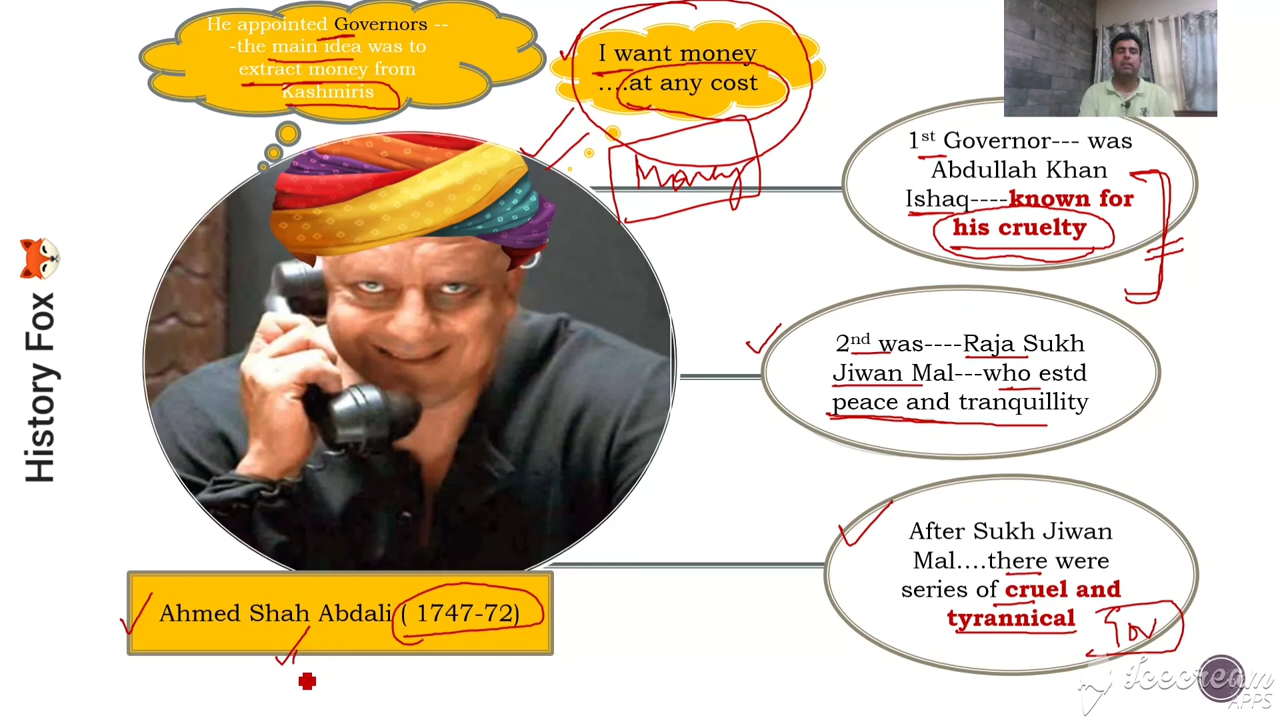 He appointed Governors --
-the main idea was to
extract money from
Kashmiris
I want money
....at any cost
Money
1st Governor--- was
Abdullah Khan
Ishaq----known for
his cruelty
2nd was----Raja Sukh
Jiwan Mal---who estd
peace and tranquillity
After Sukh Jiwan
Mal....there were
series of cruel and
tyrannical
Gov
Ahmed Shah Abdali ( 1747-72)
History Fox
Icecream
APPS